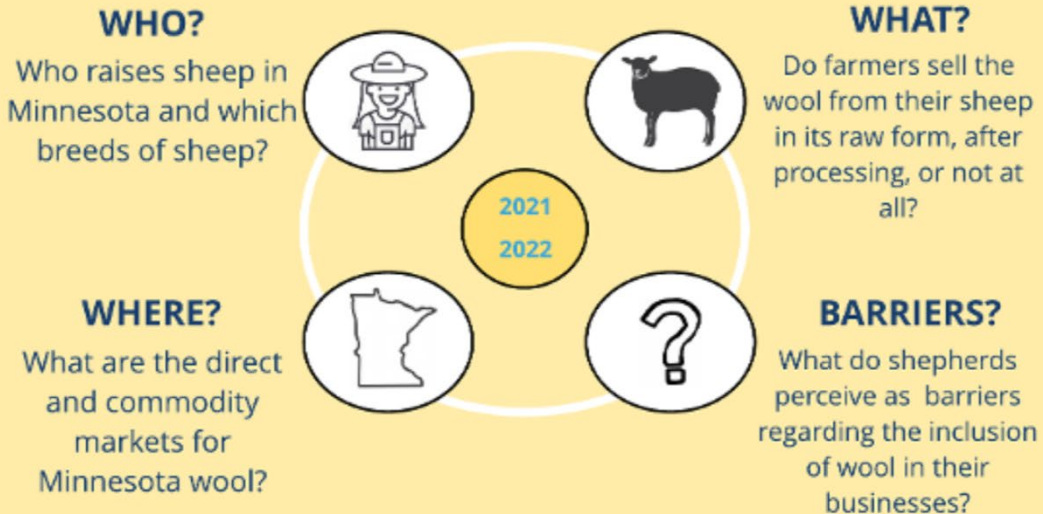 WHO?
Who raises sheep in
Minnesota and which
breeds of sheep?
WHAT?
Do farmers sell the
wool from their sheep
in its raw form, after
processing, or not at
all?
2021
2022
WHERE?
What are the direct
and commodity
markets for
Minnesota wool?
BARRIERS?
What do shepherds
perceive as barriers
regarding the inclusion
of wool in their
businesses?
?